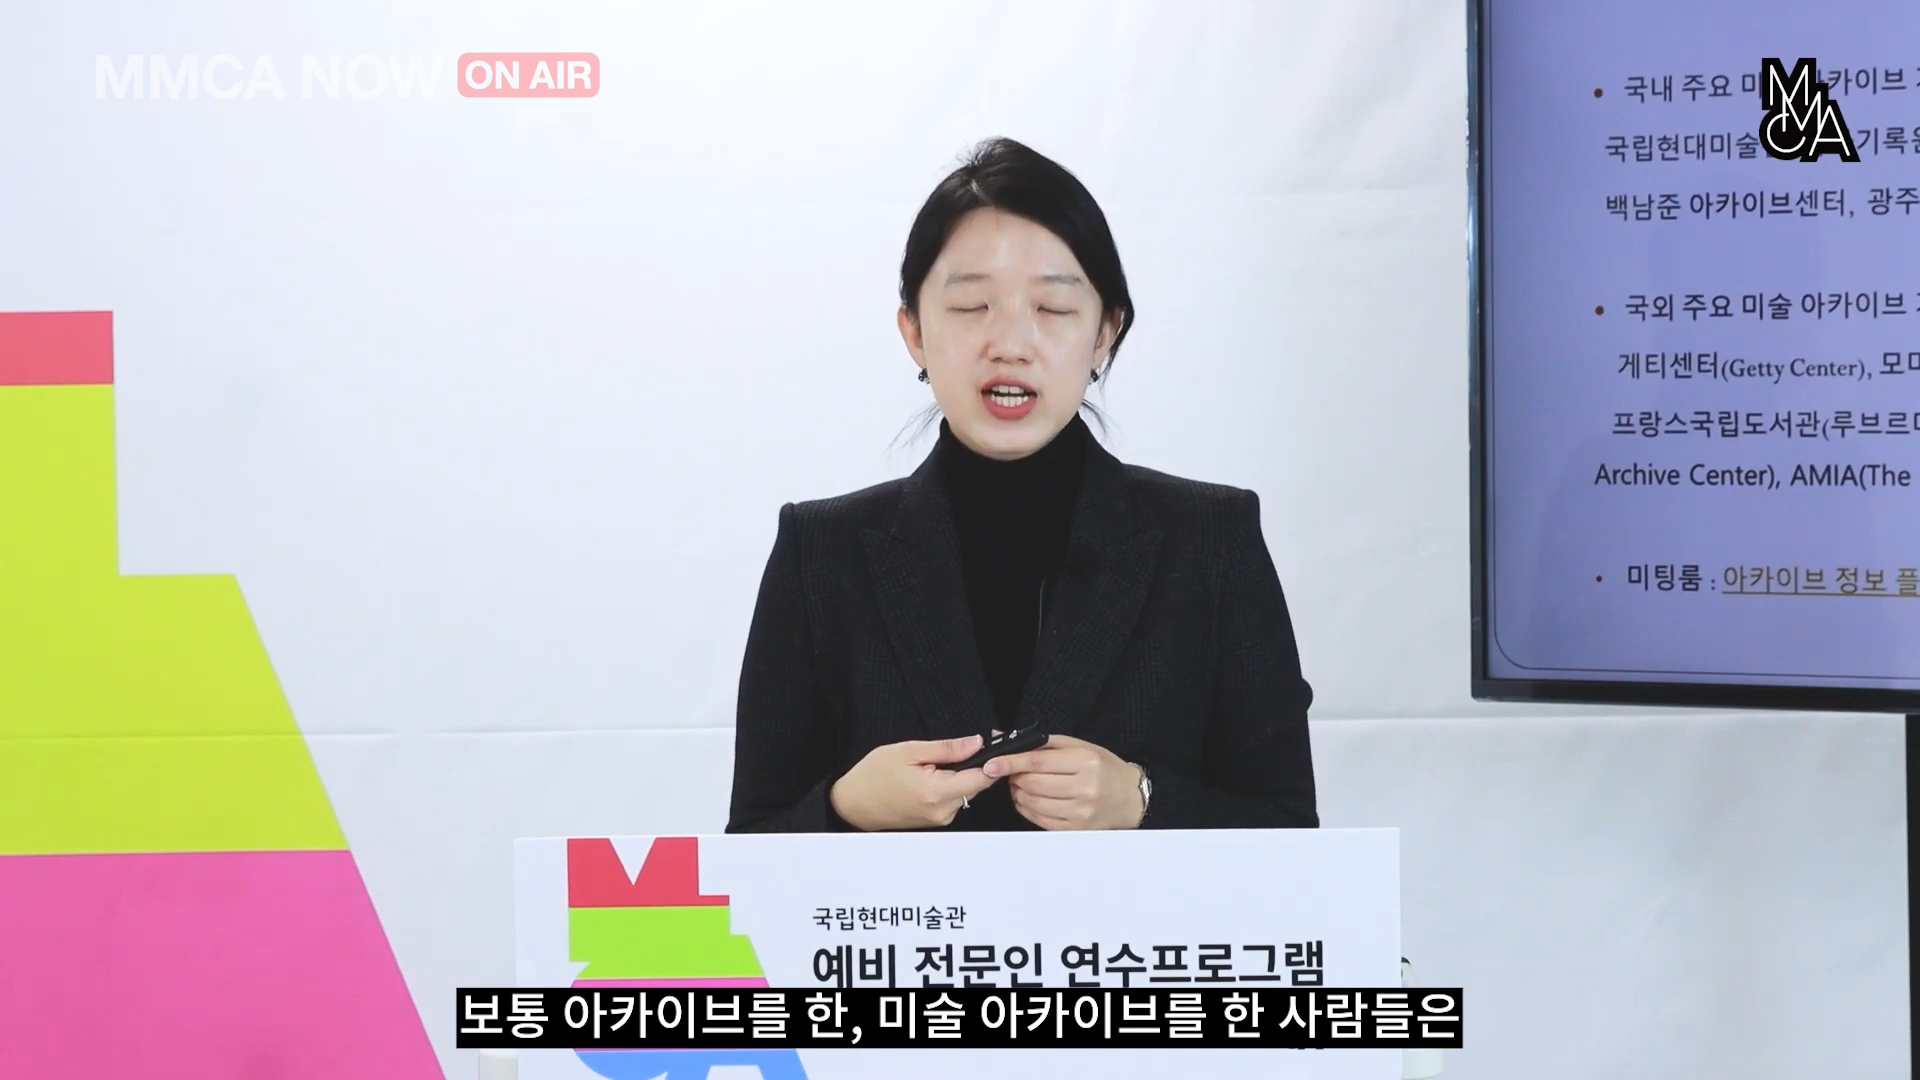 MMCA NOW ON AIR
MMCA
국내 주요 미 카이브
국립현대미술 기록원
백남준 아카이브센터, 광주
국외 주요 미술 아카이브
게티센터(Getty Center), 모마
프랑스국립도서관(루브르
Archive Center), AMIA(The
미팅룸 : 아카이브 정보 플
국립현대미술관
예비 전문인 연수프로그램
보통 아카이브를 한, 미술 아카이브를 한 사람들은